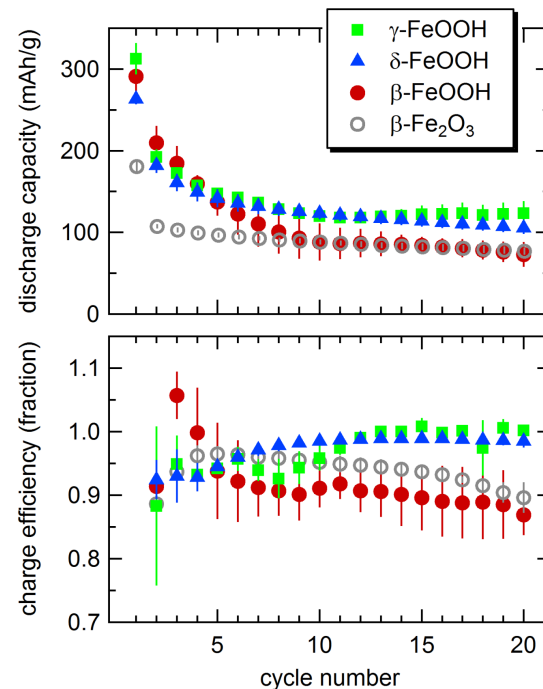 γ-FeOOH
δ-FeOOH
β-FeOOH
β-Fe₂O₃
discharge capacity (mAh/g)
300
200
100
0
charge efficiency (fraction)
1.1
1.0
0.9
0.8
0.7
5
10
15
20
cycle number